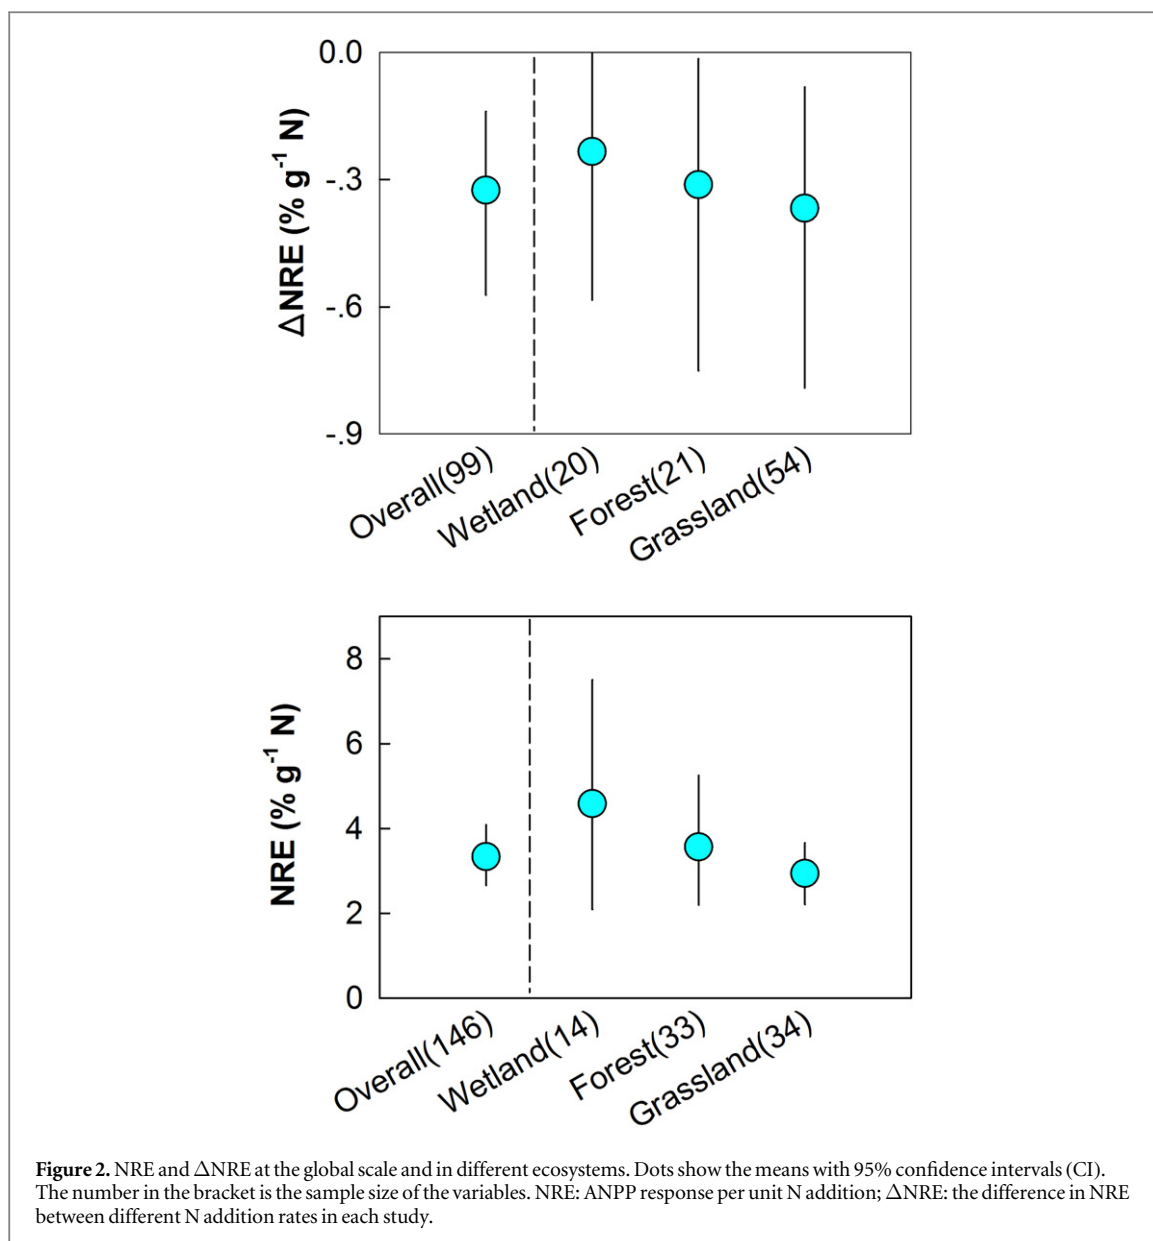 0.0
-.3
-.6
-.9
ΔNRE (% g⁻¹ N)
Overall(99)
Wetland(20)
Forest(21)
Grassland(54)
8
6
4
2
0
NRE (% g⁻¹ N)
Overall(146)
Wetland(14)
Forest(33)
Grassland(34)
Figure 2. NRE and ΔNRE at the global scale and in different ecosystems. Dots show the means with 95% confidence intervals (CI).
The number in the bracket is the sample size of the variables. NRE: ANPP response per unit N addition; ΔNRE: the difference in NRE
between different N addition rates in each study.